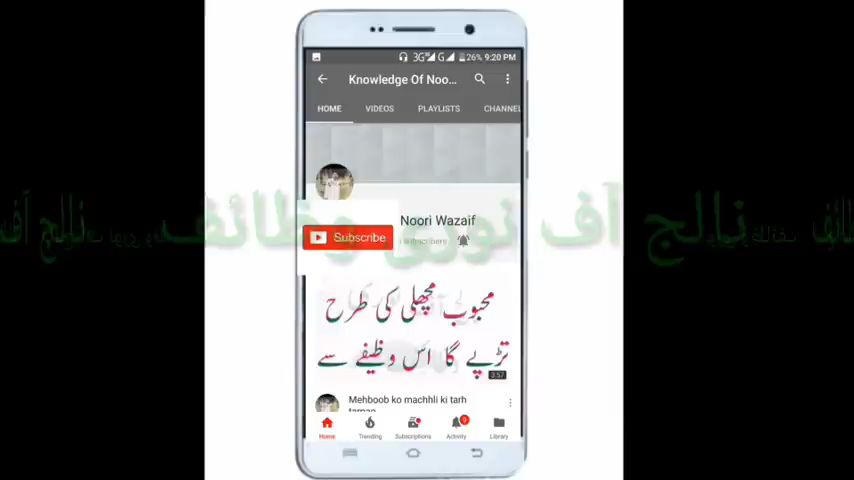 3G G 26% 9:20 PM
Knowledge Of Noo...
HOME VIDEOS PLAYLISTS CHANNEL
Noori Wazaif
Subscribe
نالج آف نوری وظائف
محبوب مچھلی کی طرح
تڑپے گا اس وظیفے سے
3:57
Mehboob ko machhli ki tarh
Home Trending Subscriptions Activity Library